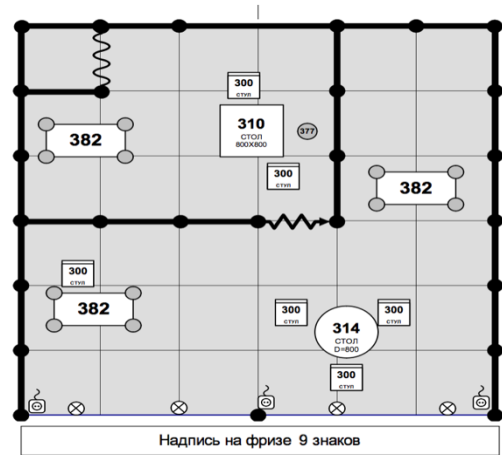 300
СТУЛ
310
СТОЛ
800X800
377
382
300
СТУЛ
382
300
СТУЛ
382
300
СТУЛ
314
СТОЛ
D=800
300
СТУЛ
300
СТУЛ
Надпись на фризе 9 знаков